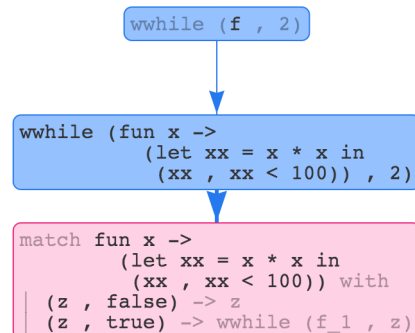 wwhile (f , 2)
wwhile (fun x ->
(let xx = x * x in
(xx , xx < 100)) , 2)
match fun x ->
(let xx = x * x in
(xx , xx < 100)) with
| (z , false) -> z
| (z , true) -> wwhile (f_1 , z)